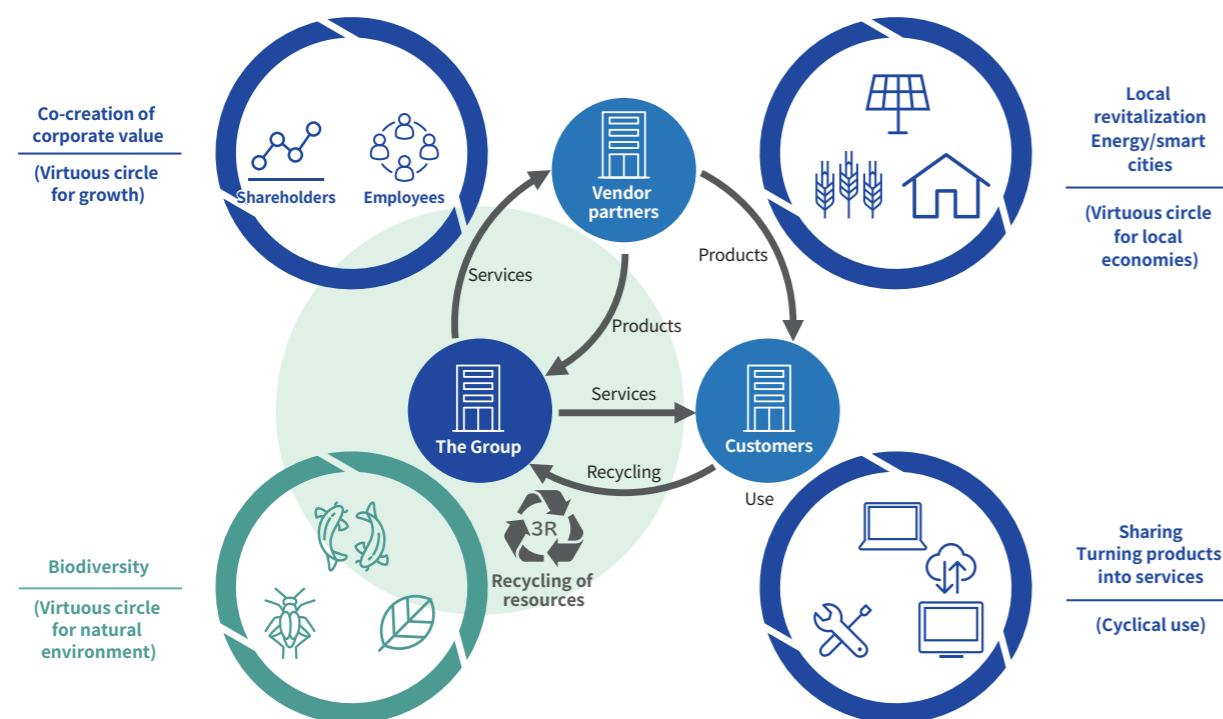 Co-creation of
corporate value
(Virtuous circle
for growth)
Shareholders
Employees
Vendor
partners
Local
revitalization
Energy/smart
cities
(Virtuous circle
for local
economies)
Services
Products
Products
The Group
Services
Customers
Recycling
Use
3R
Recycling of
resources
Biodiversity
(Virtuous circle
for natural
environment)
Sharing
Turning products
into services
(Cyclical use)